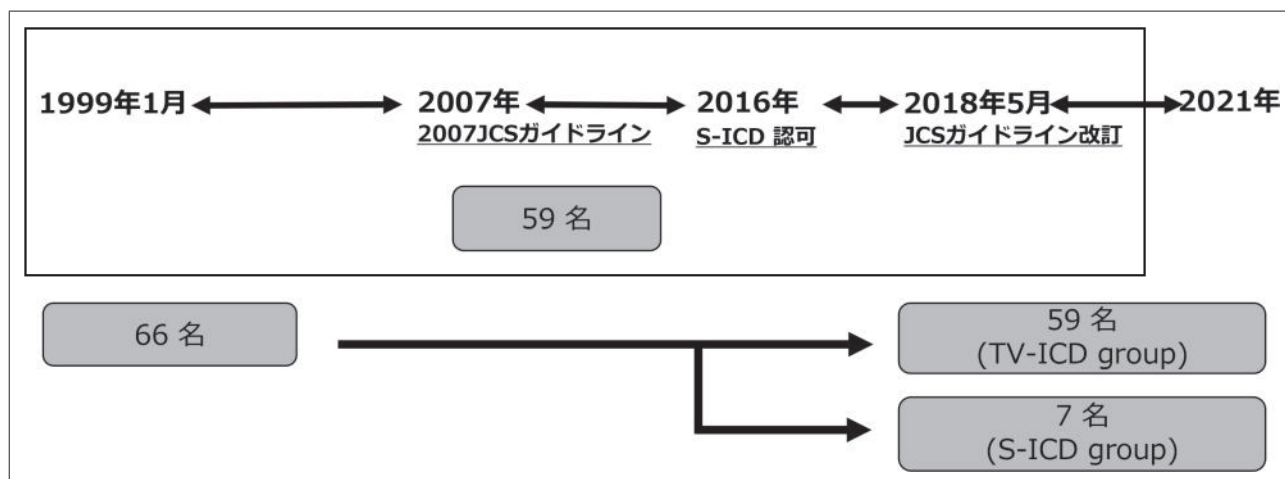 1999年1月
2007年
2016年
2018年5月
2021年
2007JCSガイドライン
S-ICD 認可
JCSガイドライン改訂
59 名
66 名
59 名
(TV-ICD group)
7 名
(S-ICD group)